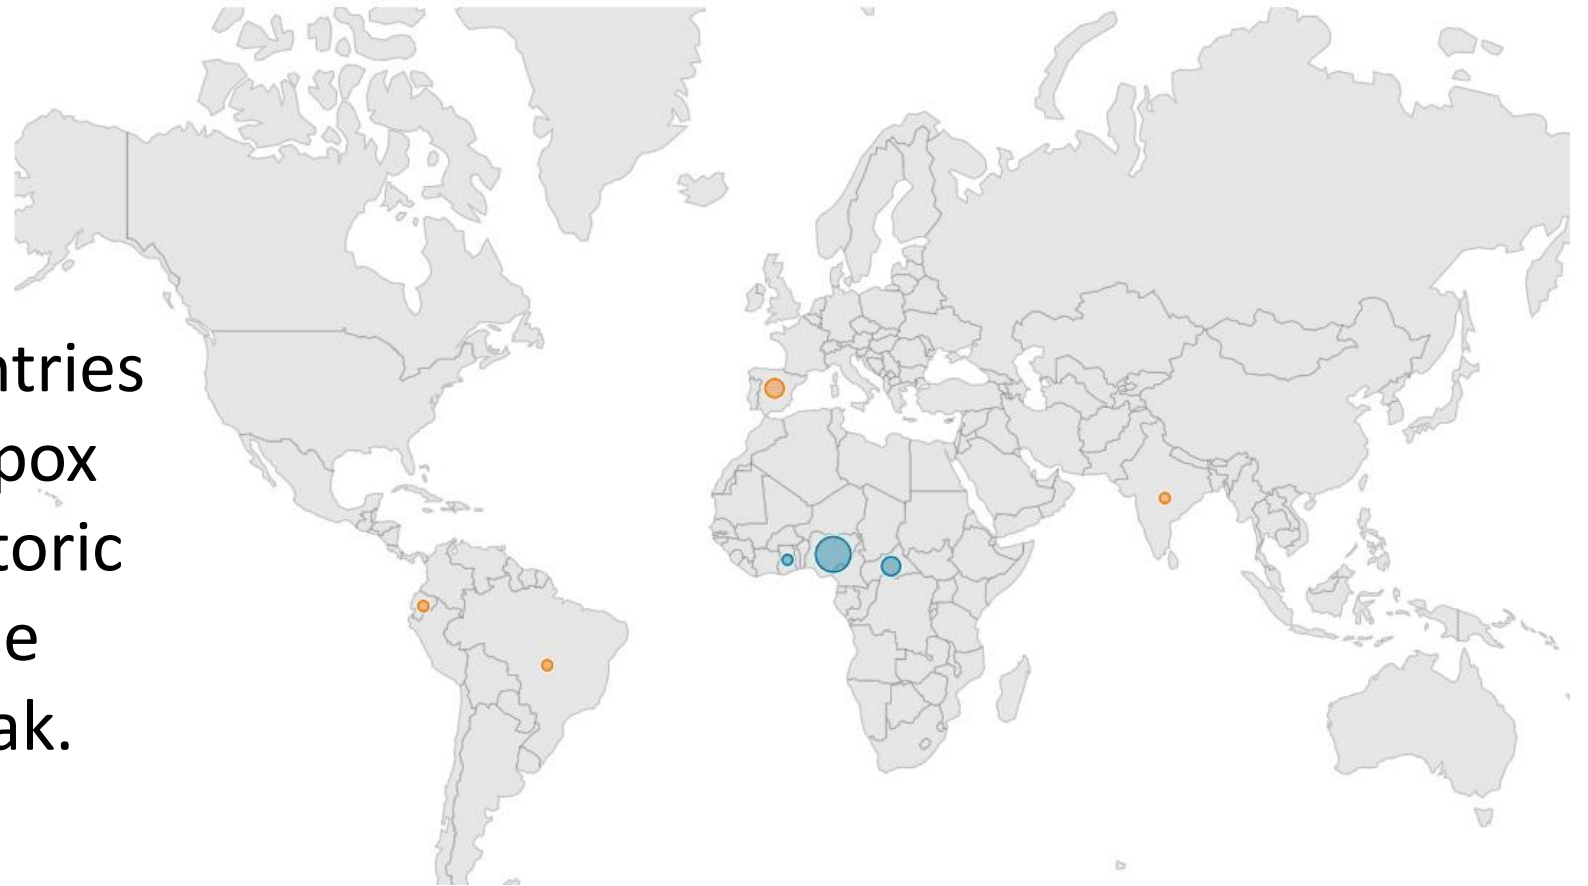 ntries
pox
toric
e
ak.